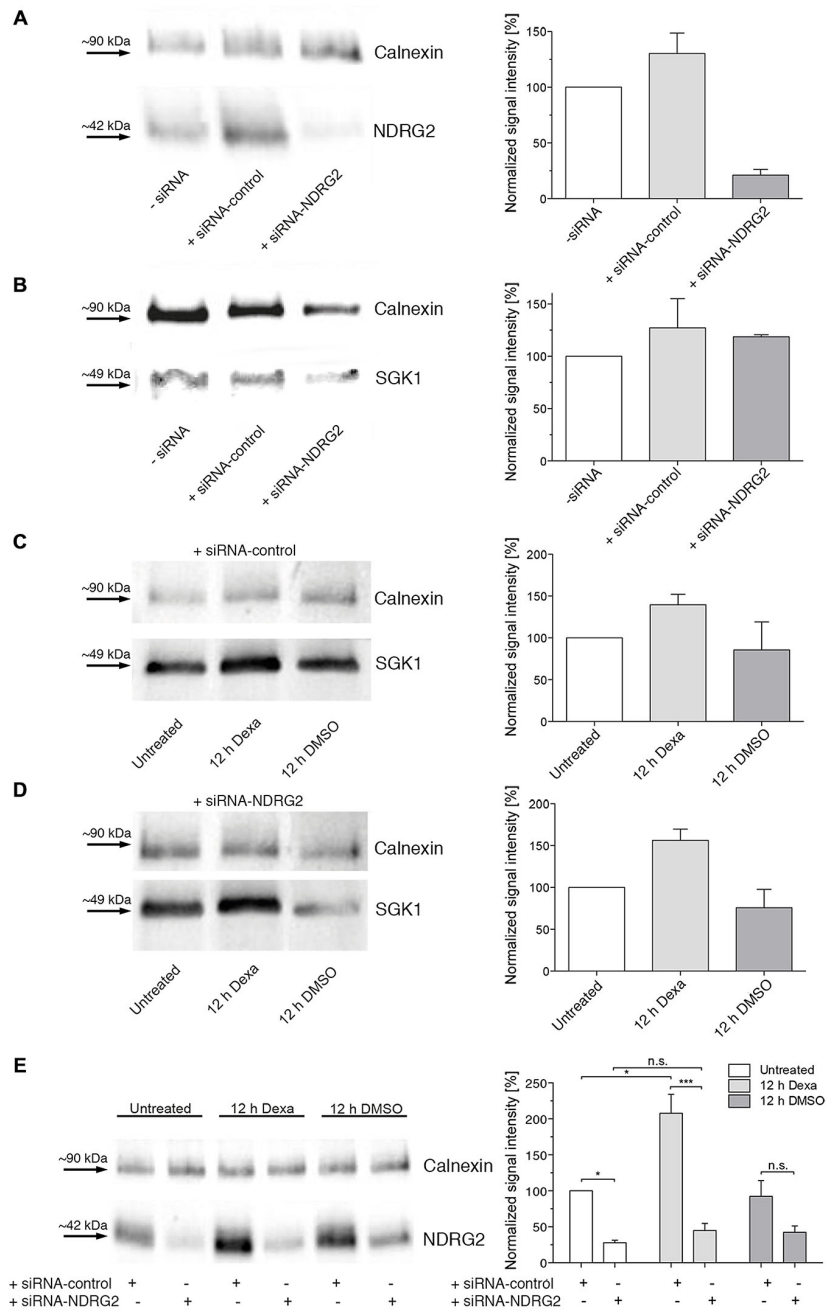 A
~90 kDa
Calnexin
~42 kDa
NDRG2
- siRNA
+ siRNA-control
+ siRNA-NDRG2
Normalized signal intensity [%]
150
100
50
0
-siRNA
+ siRNA-control
+ siRNA-NDRG2
B
~90 kDa
Calnexin
~49 kDa
SGK1
- siRNA
+ siRNA-control
+ siRNA-NDRG2
Normalized signal intensity [%]
150
100
50
0
-siRNA
+ siRNA-control
+ siRNA-NDRG2
C
+ siRNA-control
~90 kDa
Calnexin
~49 kDa
SGK1
Untreated
12 h Dexa
12 h DMSO
Normalized signal intensity [%]
200
150
100
50
0
Untreated
12 h Dexa
12 h DMSO
D
+ siRNA-NDRG2
~90 kDa
Calnexin
~49 kDa
SGK1
Untreated
12 h Dexa
12 h DMSO
Normalized signal intensity [%]
200
150
100
50
0
Untreated
12 h Dexa
12 h DMSO
E
Untreated 12 h Dexa 12 h DMSO
~90 kDa
Calnexin
~42 kDa
NDRG2
+ siRNA-control + - + - + -
+ siRNA-NDRG2 - + - + - +
Normalized signal intensity [%]
250
200
150
100
50
0
n.s.
*
***
*
n.s.
Untreated
12 h Dexa
12 h DMSO
+ siRNA-control + - + - + -
+ siRNA-NDRG2 - + - + - +